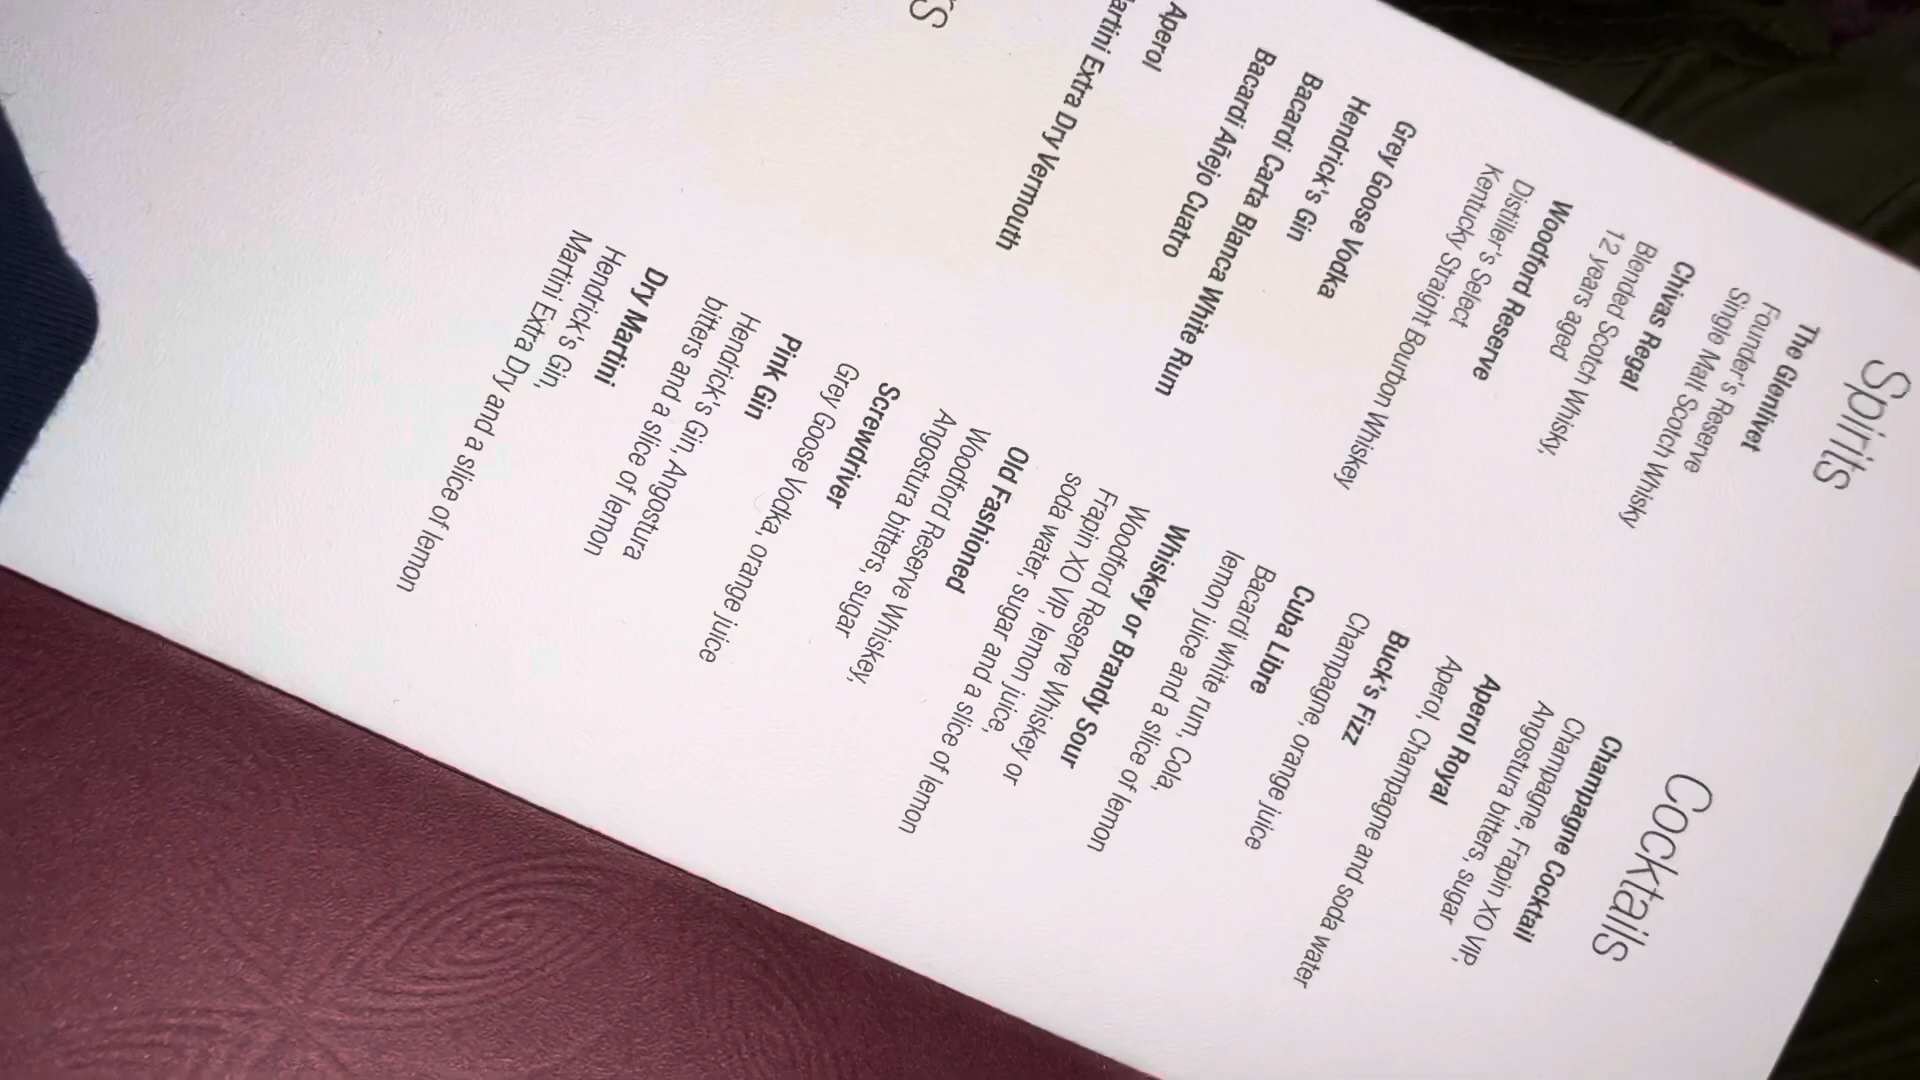 Spirits
The Glenlivet
Founder's Reserve
Single Malt Scotch Whisky
Chivas Regal
Blended Scotch Whisky,
12 years aged
Woodford Reserve
Distiller's Select
Kentucky Straight Bourbon Whiskey
Grey Goose Vodka
Hendrick's Gin
Bacardi Carta Blanca White Rum
Bacardi Añejo Cuatro
Aperol
Extra Dry Vermouth
Cocktails
Champagne Cocktail
Champagne, Frapin XO VIP,
Angostura bitters, sugar
Aperol Royal
Aperol, Champagne and soda water
Buck's Fizz
Champagne, orange juice
Cuba Libre
Bacardi white rum, Cola,
lemon juice and a slice of lemon
Whiskey or Brandy Sour
Woodford Reserve Whiskey or
Frapin XO VIP, lemon juice,
soda water, sugar and a slice of lemon
Old Fashioned
Woodford Reserve Whiskey,
Angostura bitters, sugar
Screwdriver
Grey Goose Vodka, orange juice
Pink Gin
Hendrick's Gin, Angostura
bitters and a slice of lemon
Dry Martini
Hendrick's Gin,
Martini Extra Dry and a slice of lemon